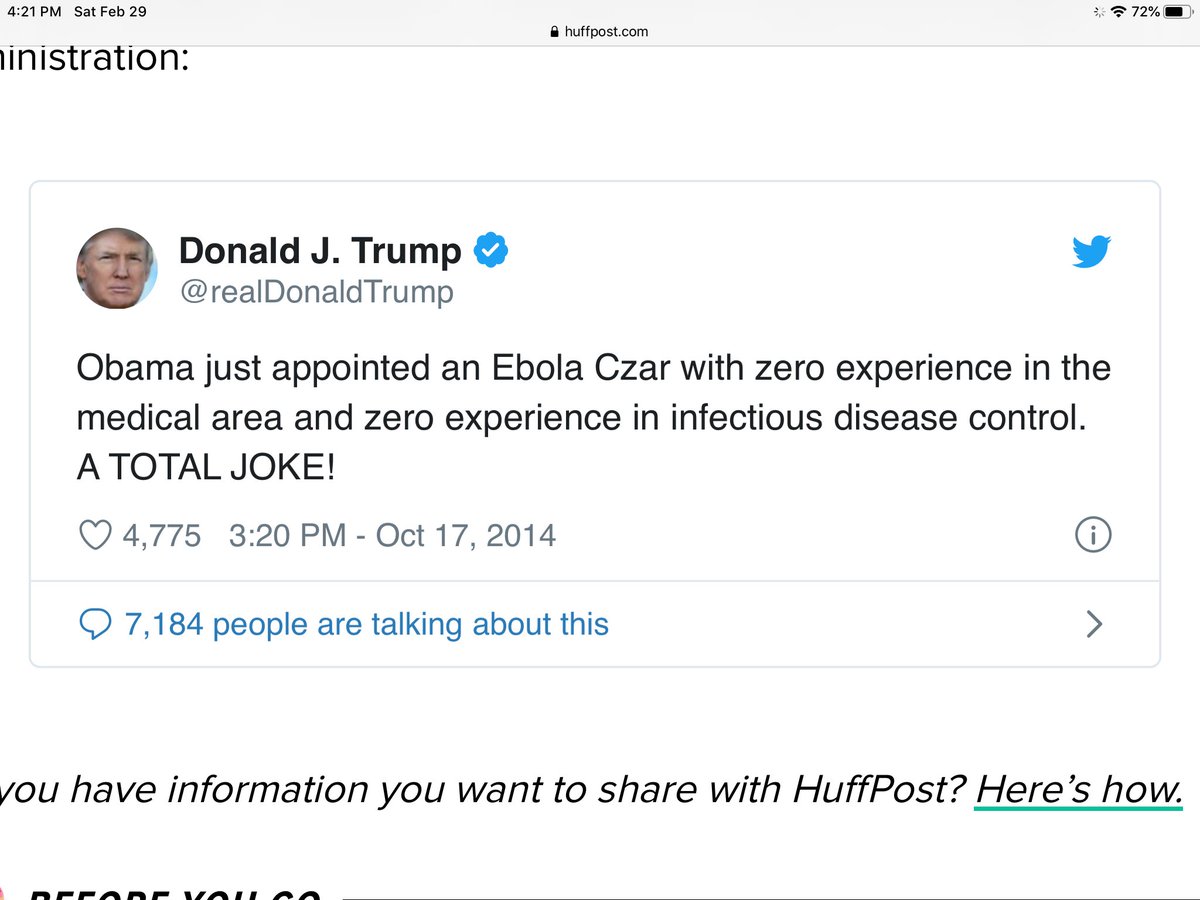 4:21 PM Sat Feb 29
72%
huffpost.com
inistration:
Donald J. Trump
@realDonaldTrump
Obama just appointed an Ebola Czar with zero experience in the
medical area and zero experience in infectious disease control.
A TOTAL JOKE!
4,775 3:20 PM - Oct 17, 2014
7,184 people are talking about this
you have information you want to share with HuffPost? Here’s how.
BEFORE YOU GO